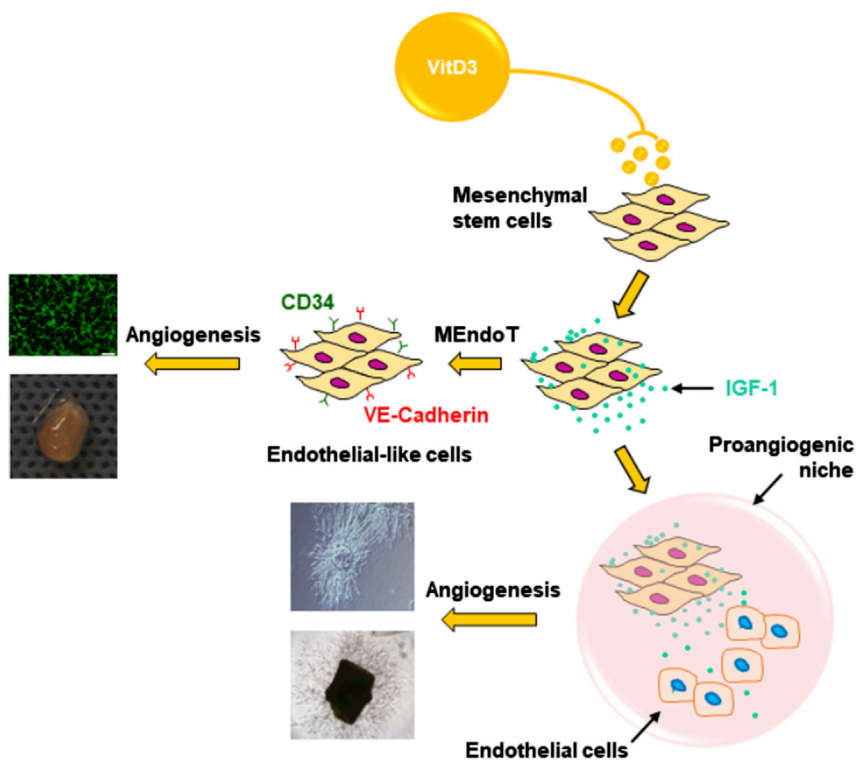 VitD3
Mesenchymal
stem cells
CD34
Angiogenesis
MEndoT
IGF-1
VE-Cadherin
Endothelial-like cells
Proangiogenic
niche
Angiogenesis
Endothelial cells